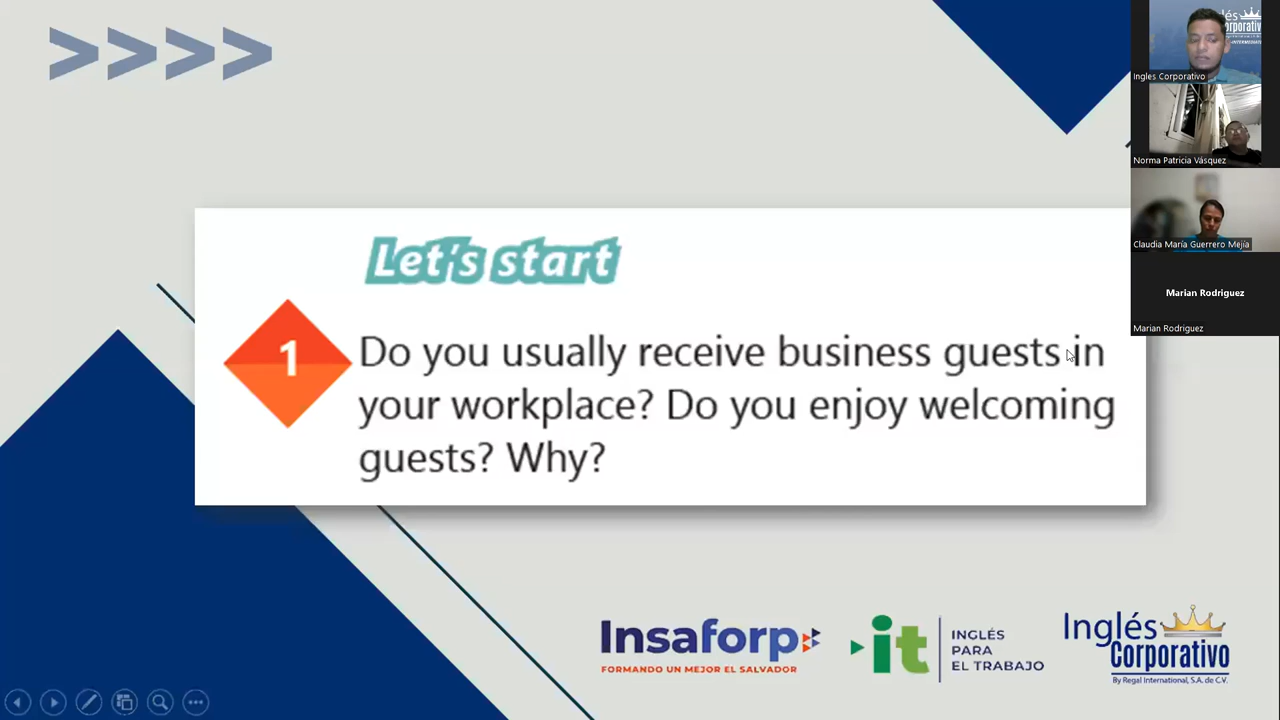 >>>>
Let's start
1
Do you usually receive business guests in
your workplace? Do you enjoy welcoming
guests? Why?
Insaforp
FORMANDO UN MEJOR EL SALVADOR
it
INGLÉS
PARA
EL TRABAJO
Inglés
Corporativo
By Regal International, S.A. de C.V.
Ingles Corporativo
Norma Patricia Vásquez
Claudia María Guerrero Mejía
Marian Rodriguez
Marian Rodriguez